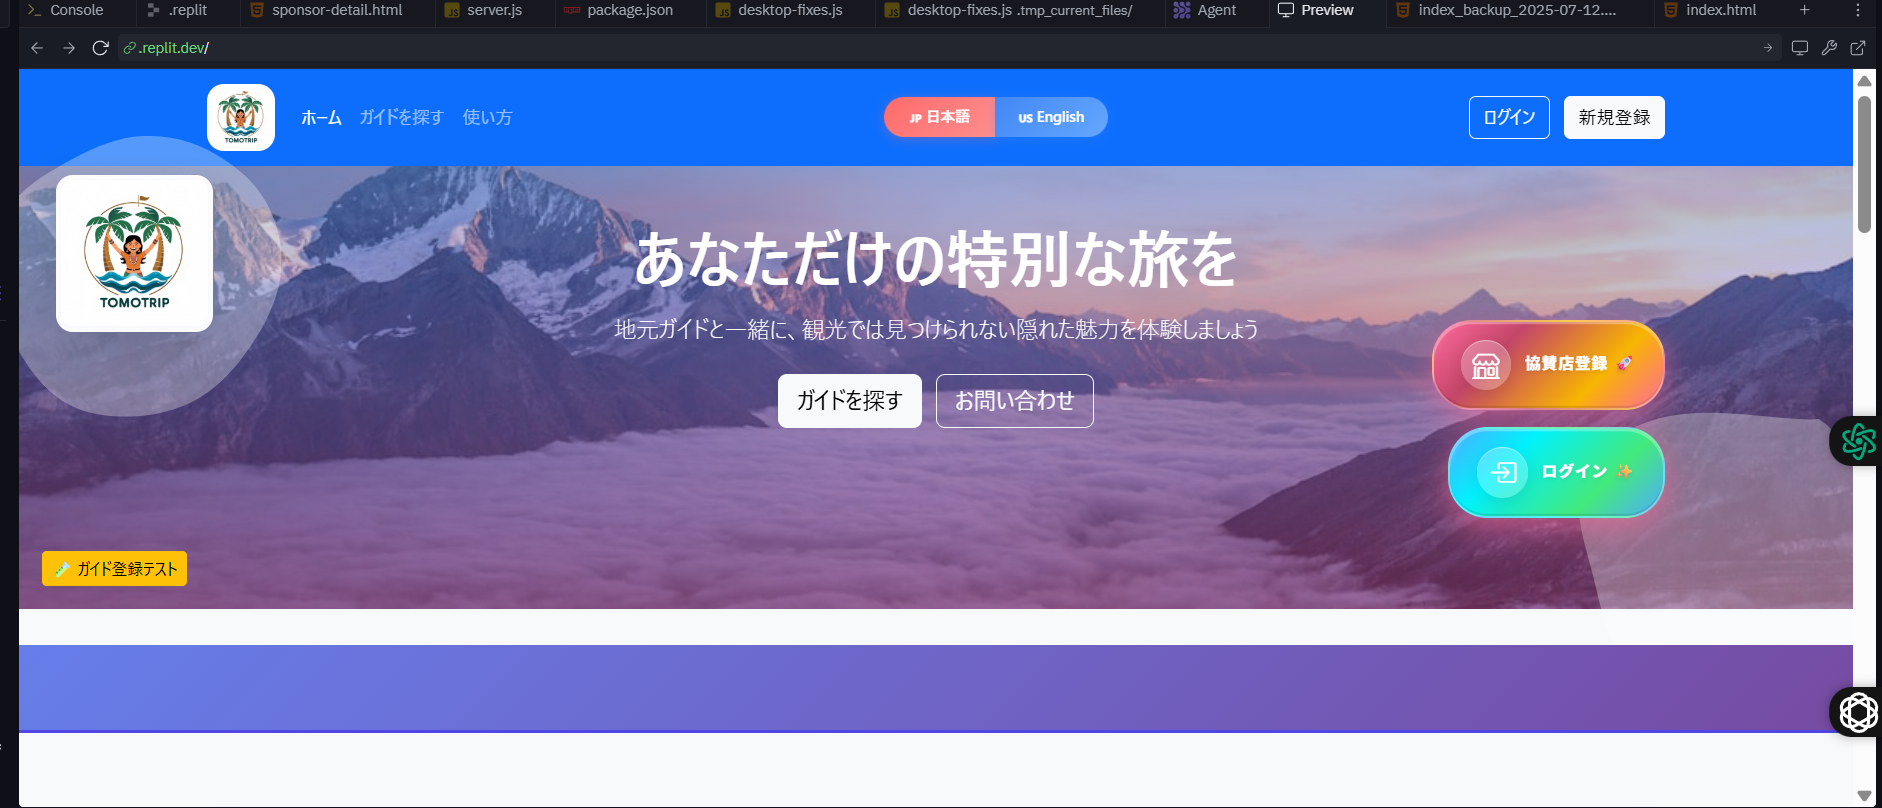 Console
.replit
sponsor-detail.html
server.js
package.json
desktop-fixes.js
desktop-fixes.js .tmp_current_files/
Agent
Preview
index_backup_2025-07-12....
index.html
.replit.dev/
TOMOTRIP
ホーム
ガイドを探す
使い方
JP 日本語
US English
ログイン
新規登録
TOMOTRIP
あなただけの特別な旅を
地元ガイドと一緒に、観光では見つけられない隠れた魅力を体験しましょう
ガイドを探す
お問い合わせ
協賛店登録 🚀
ログイン ✨
ガイド登録テスト